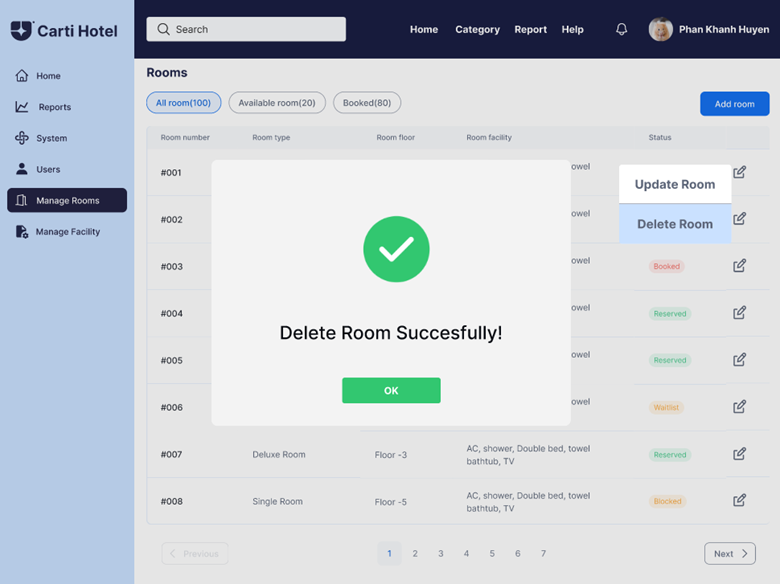 Carti Hotel
Search
Home Category Report Help
Phan Khanh Huyen
Home
Reports
System
Users
Manage Rooms
Manage Facility
Rooms
All room(100) Available room(20) Booked(80)
Add room
Room number Room type Room floor Room facility Status
#001 owel
Update Room
#002 owel
Delete Room
#003 owel Booked
#004 owel Reserved
#005 owel Reserved
#006 owel Waitlist
Delete Room Succesfully!
OK
#007 Deluxe Room Floor -3 AC, shower, Double bed, towel
bathtub, TV Reserved
#008 Single Room Floor -5 AC, shower, Double bed, towel
bathtub, TV Blocked
Previous 1 2 3 4 5 6 7 Next